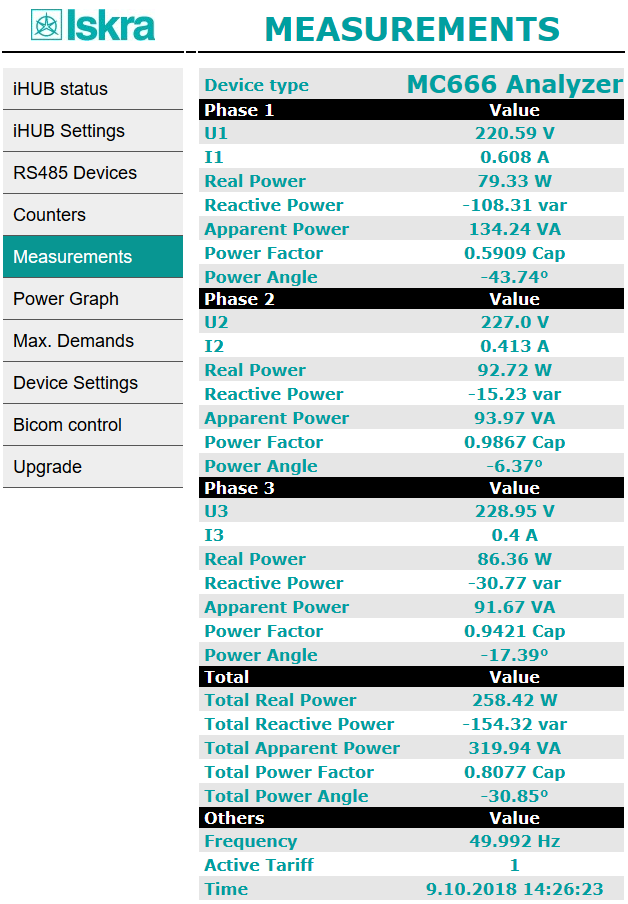 Iskra
MEASUREMENTS
iHUB status
iHUB Settings
RS485 Devices
Counters
Measurements
Power Graph
Max. Demands
Device Settings
Bicom control
Upgrade
Device type MC666 Analyzer
Phase 1 Value
U1 220.59 V
I1 0.608 A
Real Power 79.33 W
Reactive Power -108.31 var
Apparent Power 134.24 VA
Power Factor 0.5909 Cap
Power Angle -43.74º
Phase 2 Value
U2 227.0 V
I2 0.413 A
Real Power 92.72 W
Reactive Power -15.23 var
Apparent Power 93.97 VA
Power Factor 0.9867 Cap
Power Angle -6.37º
Phase 3 Value
U3 228.95 V
I3 0.4 A
Real Power 86.36 W
Reactive Power -30.77 var
Apparent Power 91.67 VA
Power Factor 0.9421 Cap
Power Angle -17.39º
Total Value
Total Real Power 258.42 W
Total Reactive Power -154.32 var
Total Apparent Power 319.94 VA
Total Power Factor 0.8077 Cap
Total Power Angle -30.85º
Others Value
Frequency 49.992 Hz
Active Tariff 1
Time 9.10.2018 14:26:23